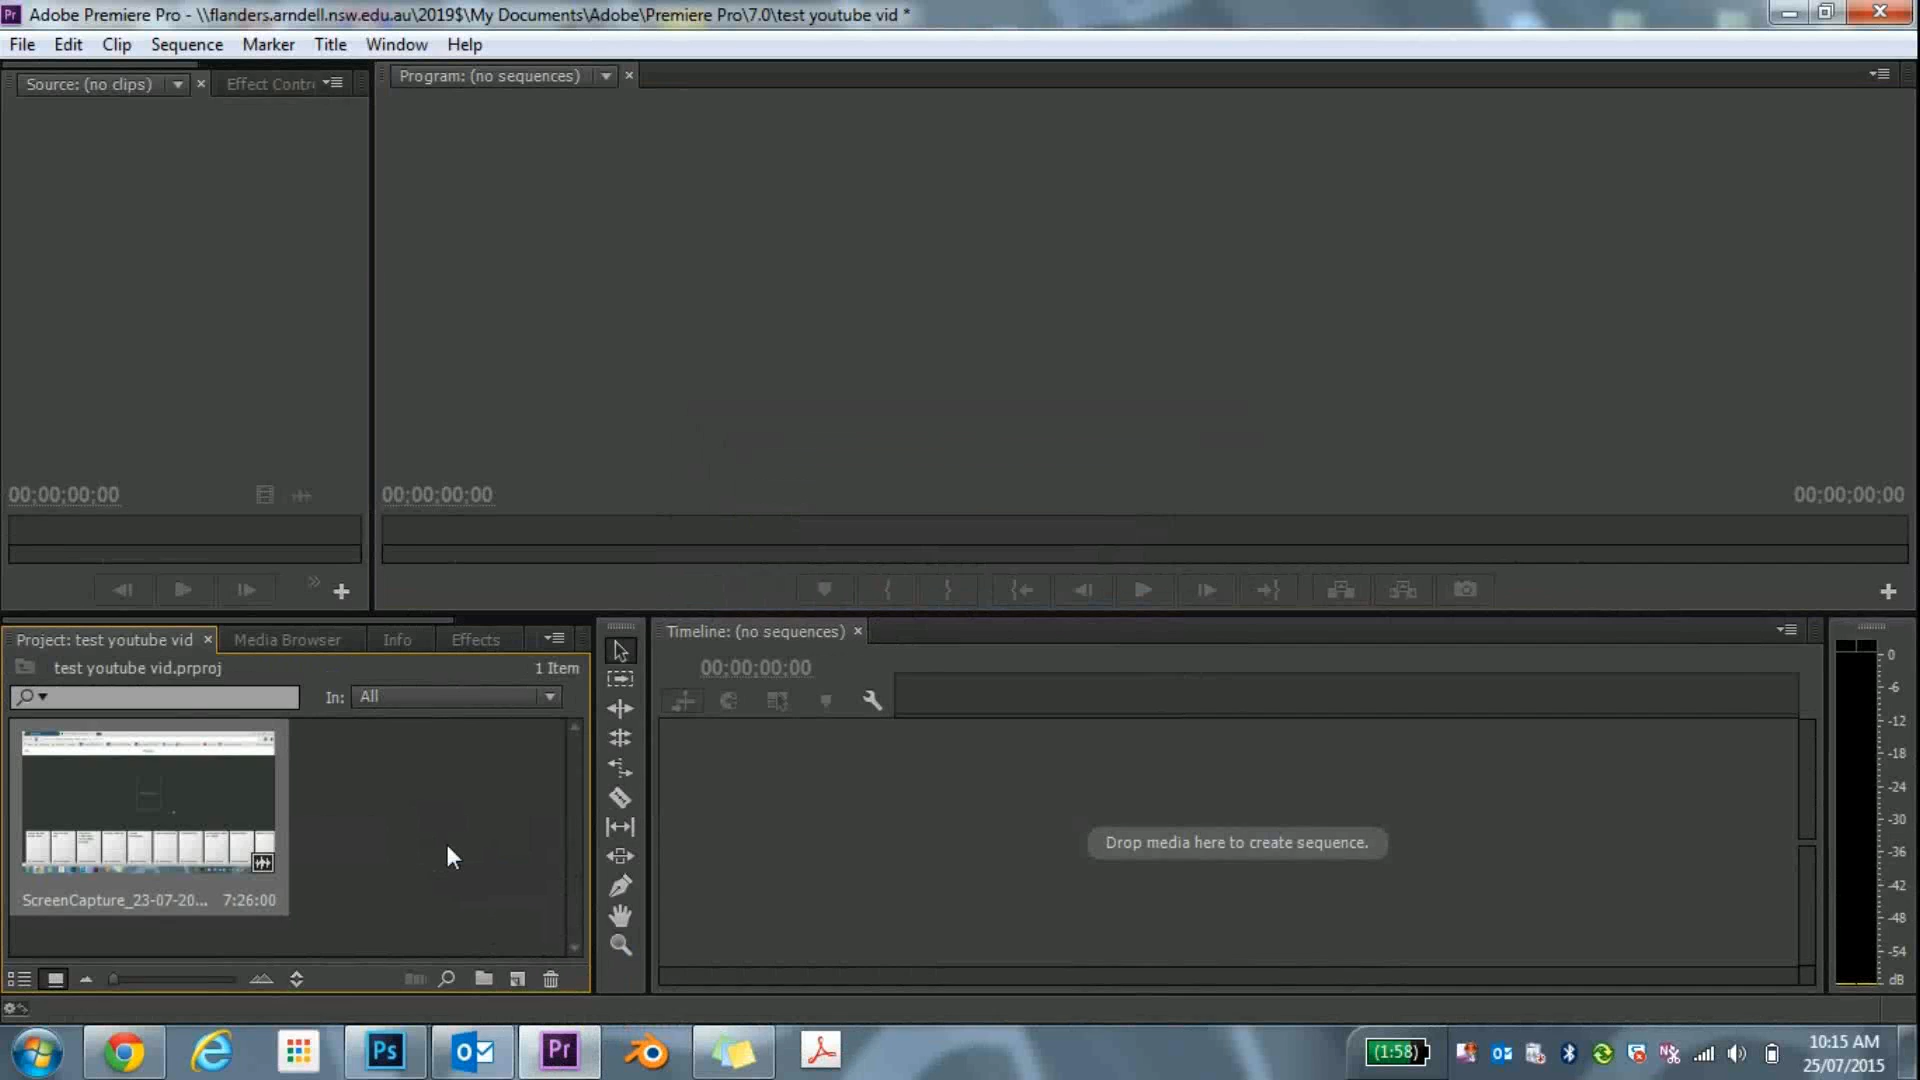 Adobe Premiere Pro - \\flanders.arndell.nsw.edu.au\2019$\My Documents\Adobe\Premiere Pro\7.0\test youtube vid *
File Edit Clip Sequence Marker Title Window Help
Source: (no clips) Effect Contr
Program: (no sequences)
00;00;00;00
00;00;00;00
00;00;00;00
Project: test youtube vid Media Browser Info Effects
test youtube vid.prproj 1 Item
In: All
ScreenCapture_23-07-20... 7:26:00
Timeline: (no sequences)
00;00;00;00
Drop media here to create sequence.
0
-6
-12
-18
-24
-30
-36
-42
-48
-54
dB
Ps
Pr
(1:58)
10:15 AM
25/07/2015